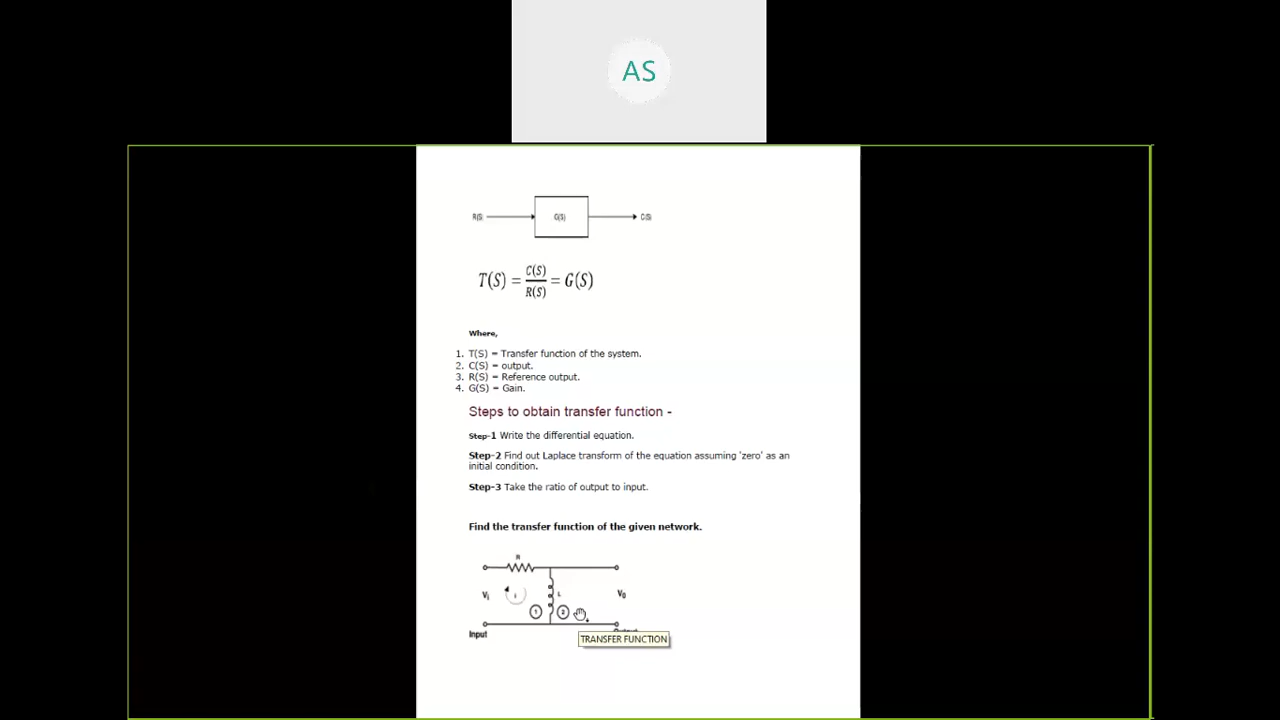 AS
R(S) G(S) C(S)
T(S) = C(S)/R(S) = G(S)
Where,
1. T(S) = Transfer function of the system.
2. C(S) = output.
3. R(S) = Reference output.
4. G(S) = Gain.
Steps to obtain transfer function -
Step-1 Write the differential equation.
Step-2 Find out Laplace transform of the equation assuming 'zero' as an
initial condition.
Step-3 Take the ratio of output to input.
Find the transfer function of the given network.
R
Vi i L V0
1 2
Input
TRANSFER FUNCTION